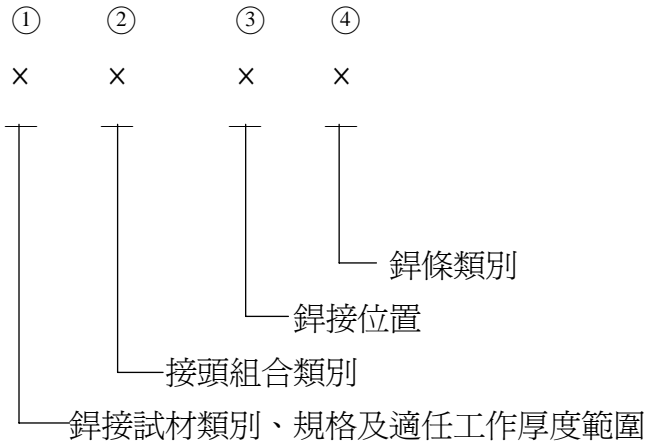 ① ② ③ ④
× × × ×
銲條類別
銲接位置
接頭組合類別
銲接試材類別、規格及適任工作厚度範圍